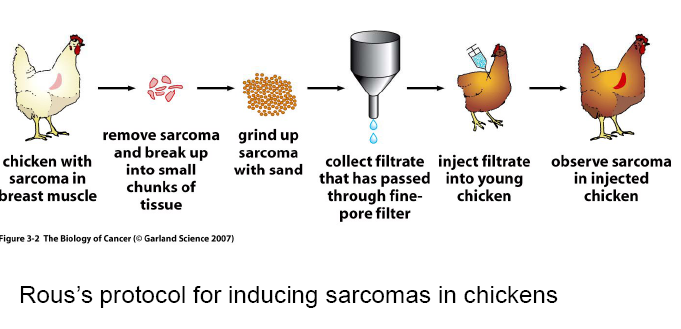 chicken with
sarcoma in
breast muscle
remove sarcoma
and break up
into small
chunks of
tissue
grind up
sarcoma
with sand
collect filtrate
that has passed
through fine-
pore filter
inject filtrate
into young
chicken
observe sarcoma
in injected
chicken
Figure 3-2 The Biology of Cancer (© Garland Science 2007)
Rous's protocol for inducing sarcomas in chickens